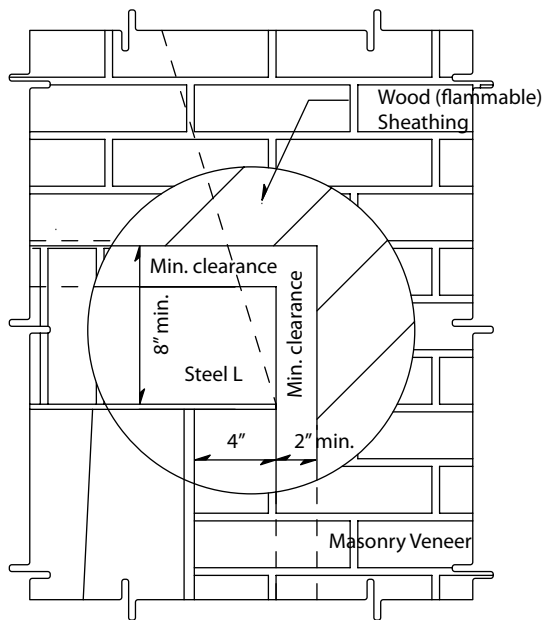 Wood (flammable)
Sheathing
Min. clearance
8” min.
Min. clearance
Steel L
4”
2” min.
Masonry Veneer